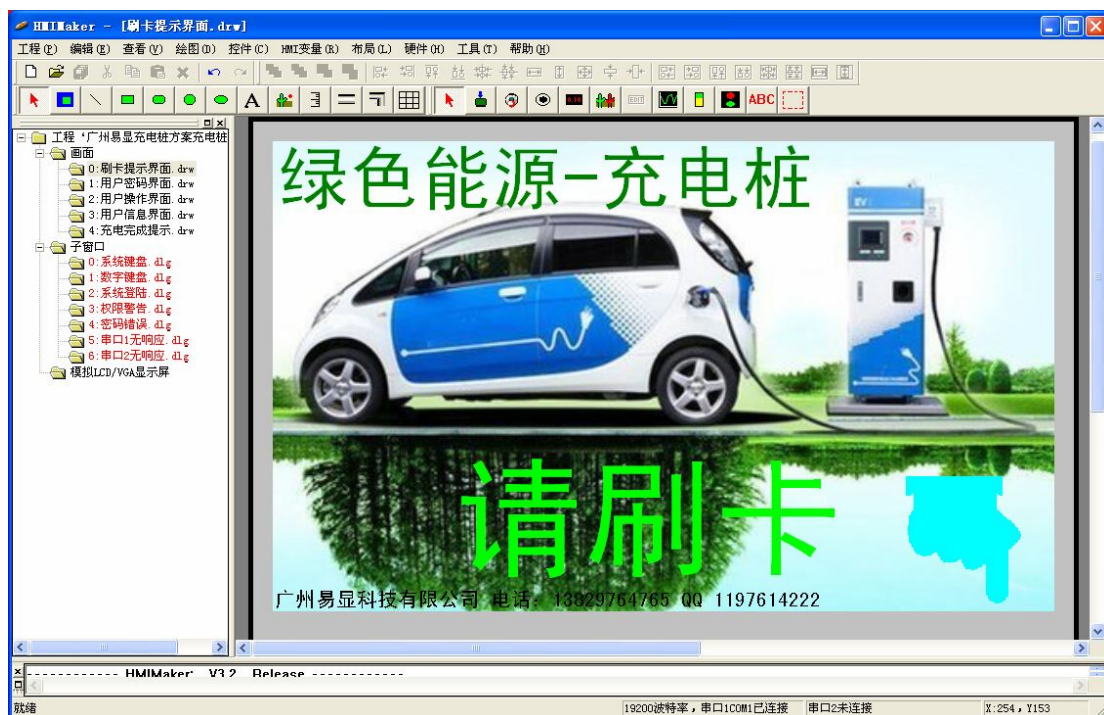 HMIMaker - [刷卡提示界面.drw]
工程(P) 编辑(E) 查看(V) 绘图(D) 控件(C) HMI变量(R) 布局(L) 硬件(H) 工具(T) 帮助(H)
A
EDIT
ABC
工程‘广州易显充电桩方案充电桩
画面
0:刷卡提示界面.drw
1:用户密码界面.drw
2:用户操作界面.drw
3:用户信息界面.drw
4:充电完成提示.drw
子窗口
0:系统键盘.dlg
1:数字键盘.dlg
2:系统登陆.dlg
3:权限警告.dlg
4:密码错误.dlg
5:串口1无响应.dlg
6:串口2无响应.dlg
模拟LCD/VGA显示屏
绿色能源-充电桩
EV
请刷卡
广州易显科技有限公司 电话：13829764765 QQ 1197614222
------------ HMIMaker: V3.2 Release ------------
就绪
19200波特率，串口1COM1已连接
串口2未连接
X:254，Y153